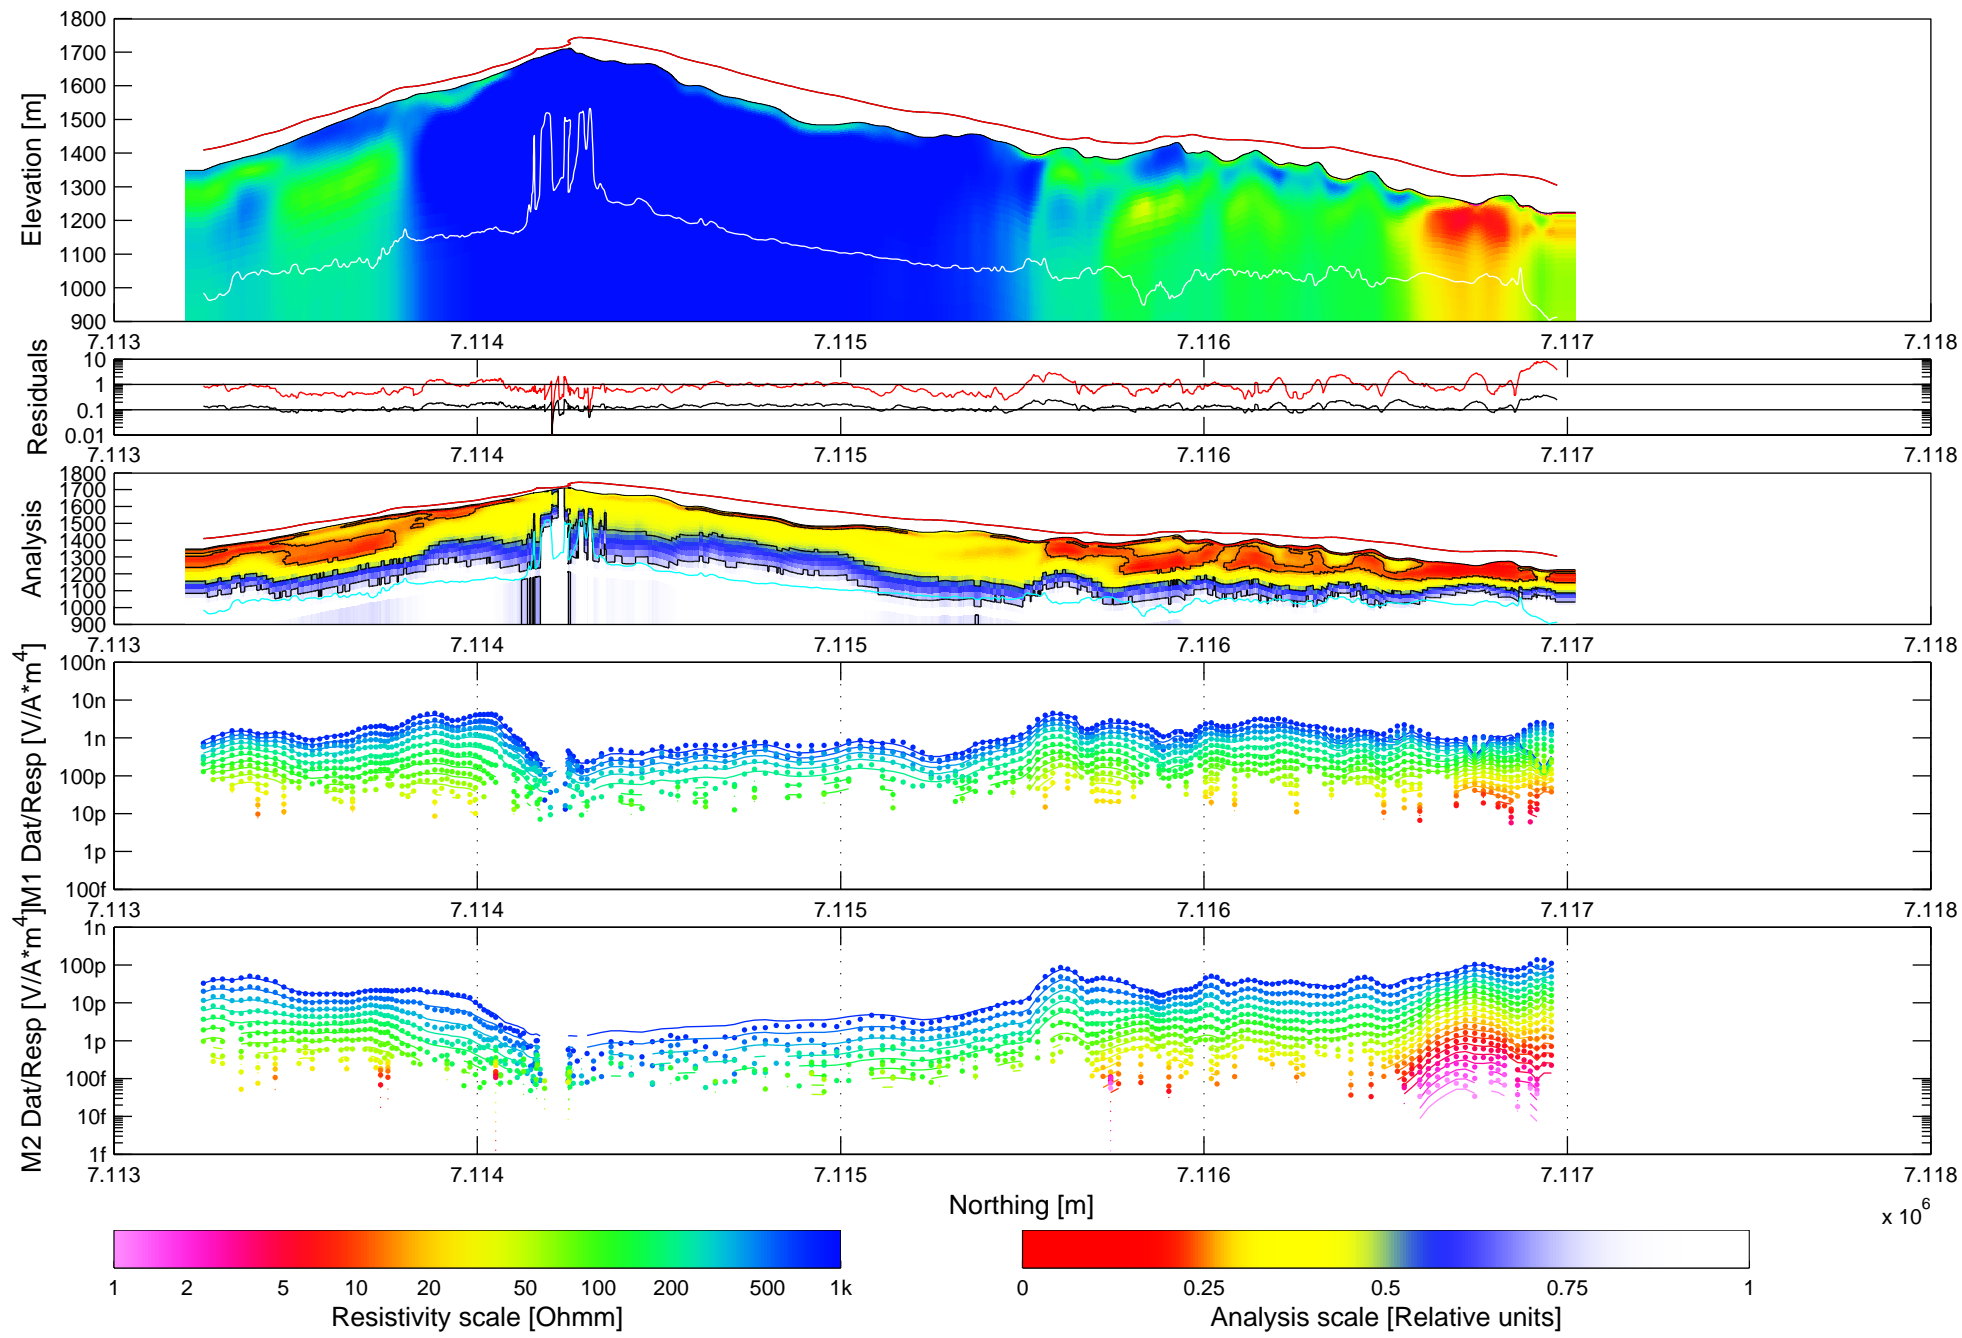 1800
1700
1600
1500
1400
1300
1200
1100
1000
900
Elevation [m]
7.113 7.114 7.115 7.116 7.117 7.118
10
1
0.1
0.01
Residuals
7.113 7.114 7.115 7.116 7.117 7.118
1800
1700
1600
1500
1400
1300
1200
1100
1000
900
Analysis
7.113 7.114 7.115 7.116 7.117 7.118
100n
10n
1n
100p
10p
1p
100f
M1 Dat/Resp [V/A*m^4]
7.113 7.114 7.115 7.116 7.117 7.118
1n
100p
10p
1p
100f
10f
1f
M2 Dat/Resp [V/A*m^4]
7.113 7.114 7.115 7.116 7.117 7.118
Northing [m]
x 10^6
1 2 5 10 20 50 100 200 500 1k
Resistivity scale [Ohmm]
0 0.25 0.5 0.75 1
Analysis scale [Relative units]